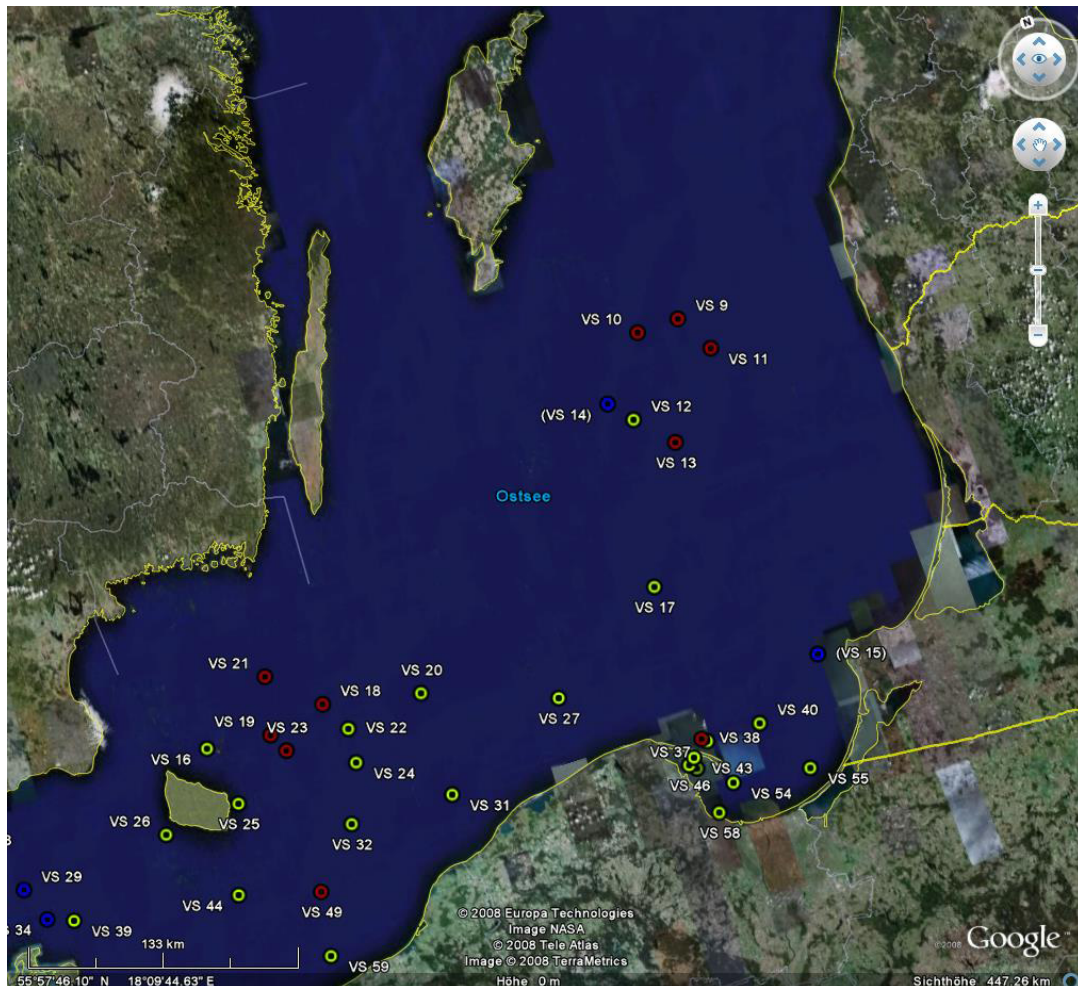 N
VS 9
VS 10
VS 11
(VS 14)
VS 12
VS 13
Ostsee
VS 17
(VS 15)
VS 21
VS 18
VS 20
VS 27
VS 19
VS 23
VS 22
VS 40
VS 38
VS 16
VS 37
VS 24
VS 43
VS 46
VS 55
VS 54
VS 31
VS 25
VS 58
VS 26
VS 32
VS 29
VS 44
VS 49
34
VS 39
133 km
VS 59
© 2008 Europa Technologies
Image NASA
© 2008 Tele Atlas
Image © 2008 TerraMetrics
©2008 Google™
55°57'46.10" N 18°09'44.63" E Höhe 0 m Sichthöhe 447.26 km